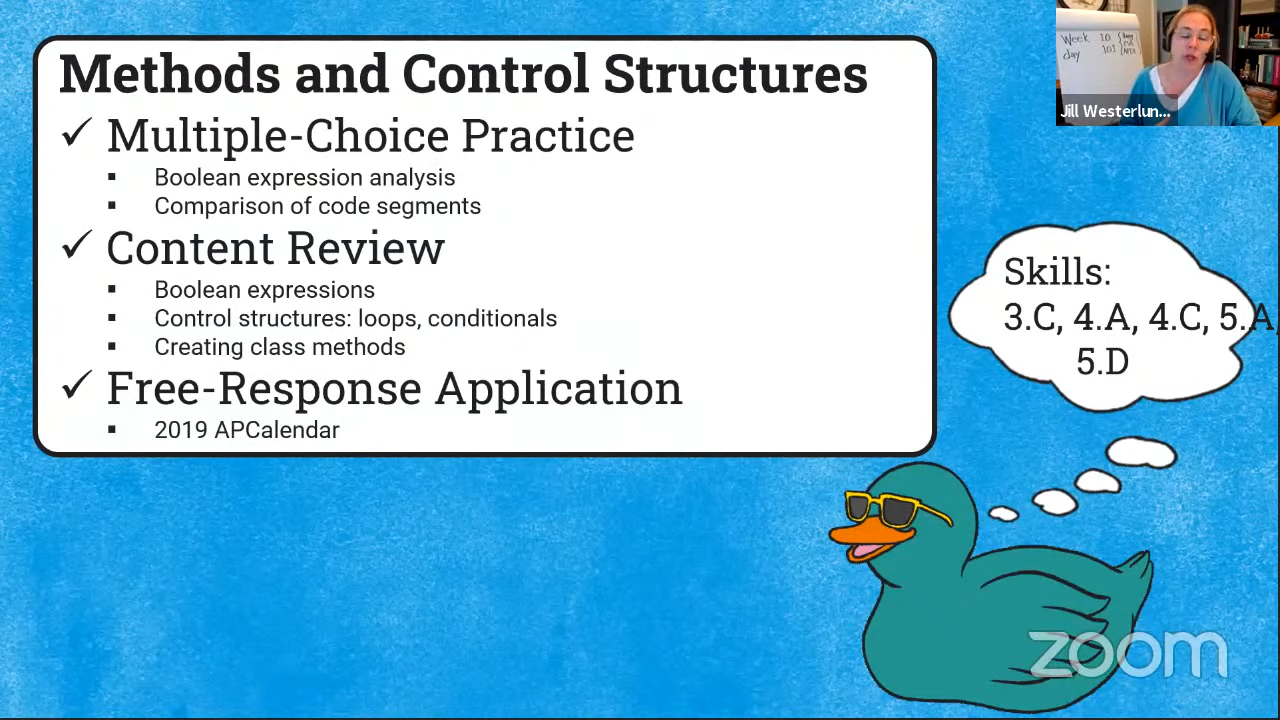 Methods and Control Structures
✓ Multiple-Choice Practice
▪ Boolean expression analysis
▪ Comparison of code segments
✓ Content Review
▪ Boolean expressions
▪ Control structures: loops, conditionals
▪ Creating class methods
✓ Free-Response Application
▪ 2019 APCalendar
Skills:
3.C, 4.A, 4.C, 5.A,
5.D
Week 10
day 101
Jill Westerlun...
zoom